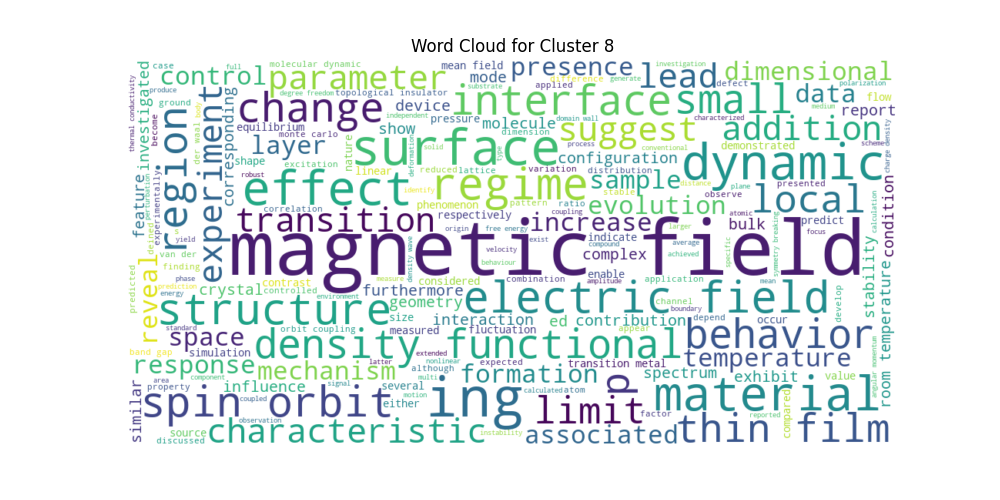 Word Cloud for Cluster 8
molecular dynamic
mean field
presence
lead
dimensional
control
parameter
mode
difference
generate
investigation
case
full
produce
degree freedom
topological insulator
substrate
applied
defect
polarization
data
flow
change
device
pressure
interface
small
medium
report
ground
independent
domain wall
characterized
become
equilibrium
monte carlo
molecule
dimension
suggest
addition
scheme
thermal conductivity
investigated
feature
region
experiment
corresponding
der waal
body
layer
show
surface
process
conventional
demonstrated
nature
deformation
solid
type
configuration
dynamic
charge density
shape
excitation
linear
variation
distribution
robust
effect
reduced
lattice
regime
sample
distance
plane
presented
local
condition
identify
phenomenon
pattern
ratio
stable
observe
evolution
correlation
respectively
coupling
transition
increase
atomic
predict
experimentally
defined
perturbation
s
yield
origin
free energy
indicate
larger
bulk
focus
velocity
exist
compound
average
complex
behaviour
specific
achieved
symmetry breaking
calculation
magnetic field
van der
finding
phase
reveral
contrast
measure
density wave
considered
combination
amplitude
enable
application
mean
predicted
reveal
prediction
energy
crystal
controlled
environment
furthermore
geometry
electric field
channel
boundary
develop
stability
room temperature
structure
size
interaction
ed
contribution
depend
occur
standard
orbit coupling
measured
fluctuation
appear
behavior
space
density functional
band gap
simulation
extended
nonlinear
expected
transition metal
temperature
angular momentum
response
latter
although
mechanism
formation
spectrum
exhibit
value
area
property
component
influence
signal
several
multi
calculated
atom
similar
coupled
motion
either
spin orbit
ing
p
limit
factor
material
reported
compared
observation
source
discussed
characteristic
instability
associated
thin film